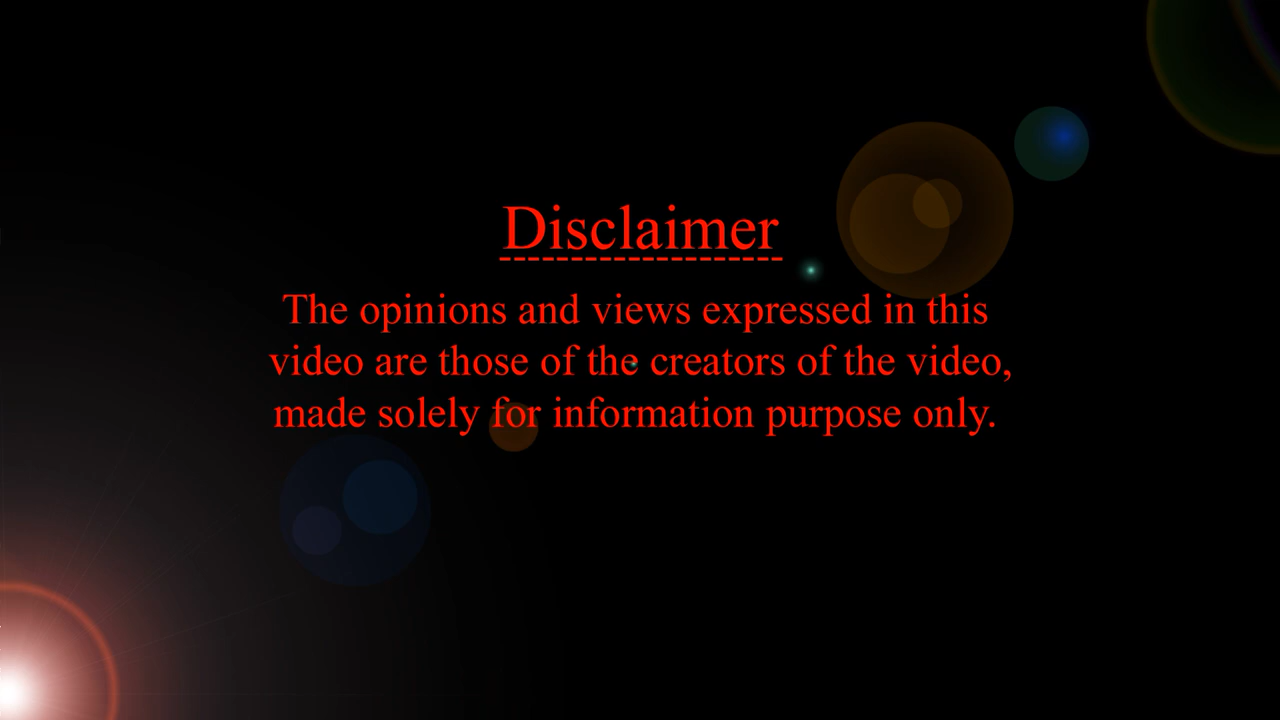 Disclaimer
The opinions and views expressed in this
video are those of the creators of the video,
made solely for information purpose only.